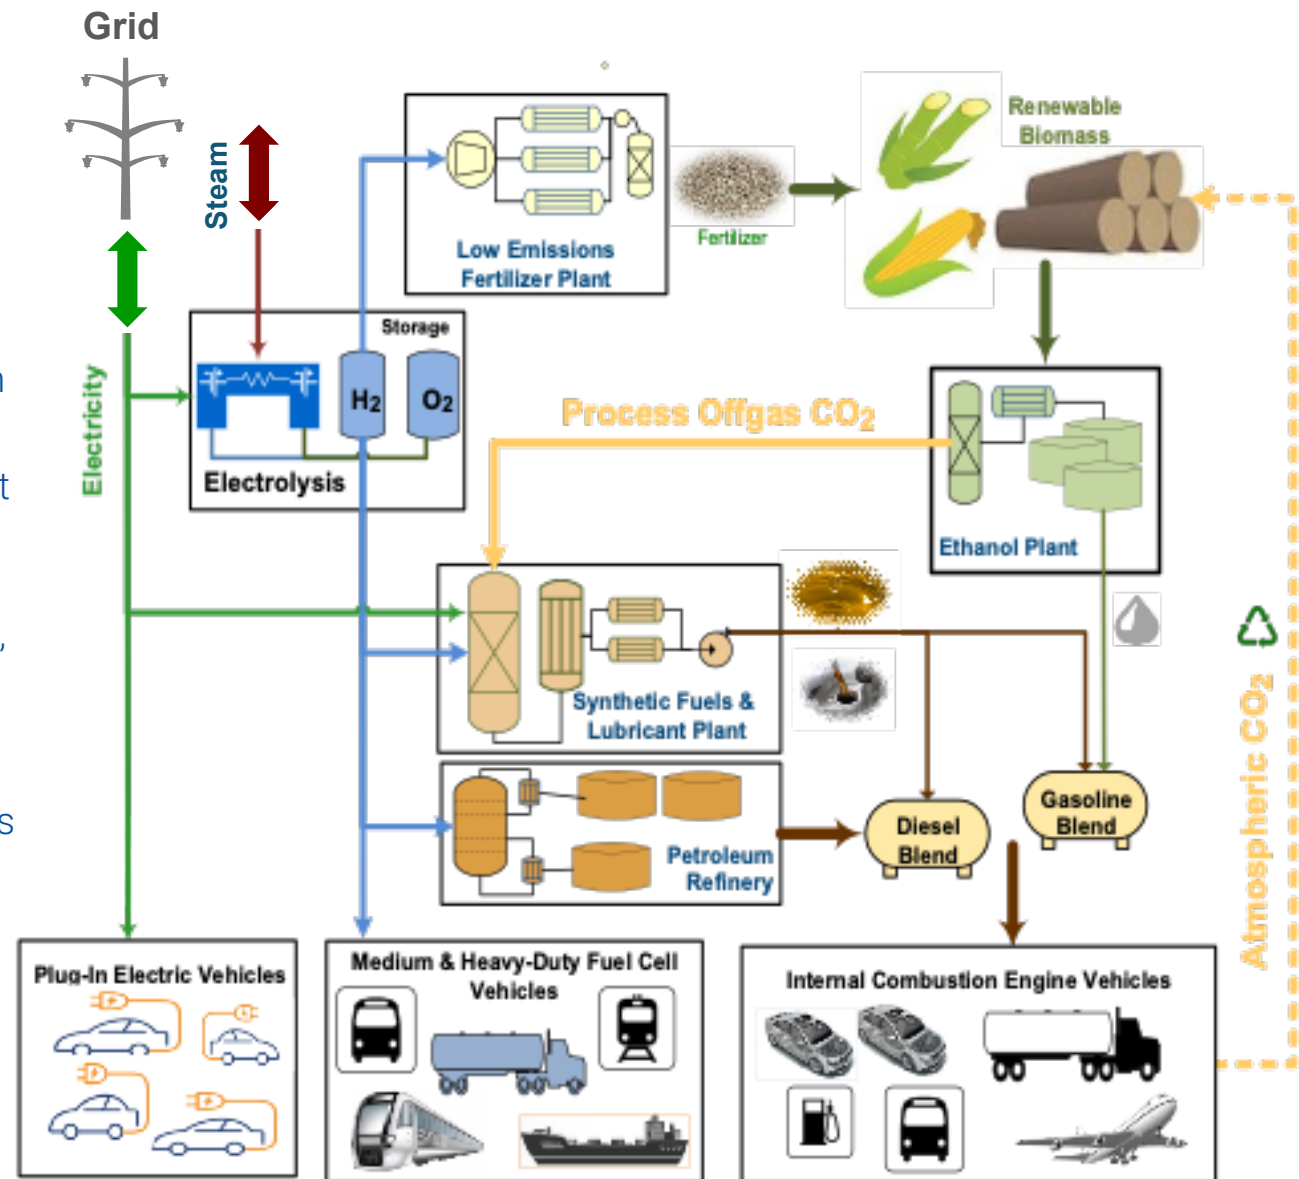 Grid
Steam
Renewable
Biomass
Low Emissions
Fertilizer Plant
Fertilizer
Storage
H2
O2
Electrolysis
Electricity
n
t
,
s
Process Offgas CO2
Ethanol Plant
Synthetic Fuels &
Lubricant Plant
Petroleum
Refinery
Diesel
Blend
Gasoline
Blend
Atmospheric CO2
Plug-In Electric Vehicles
Medium & Heavy-Duty Fuel Cell
Vehicles
Internal Combustion Engine Vehicles